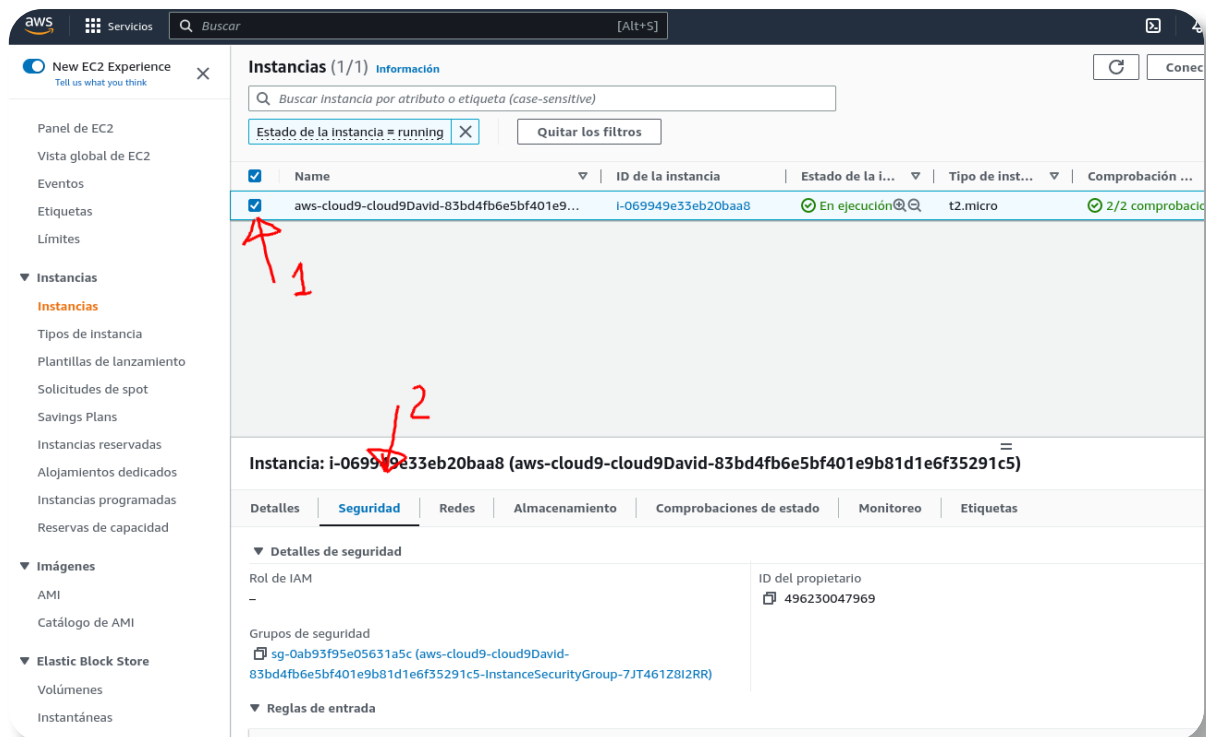 aws
Servicios
Buscar
[Alt+S]
New EC2 Experience
Tell us what you think
Panel de EC2
Vista global de EC2
Eventos
Etiquetas
Límites
Instancias
Instancias
Tipos de instancia
Plantillas de lanzamiento
Solicitudes de spot
Savings Plans
Instancias reservadas
Alojamientos dedicados
Instancias programadas
Reservas de capacidad
Imágenes
AMI
Catálogo de AMI
Elastic Block Store
Volúmenes
Instantáneas
Instancias (1/1) Información
Conec
Buscar instancia por atributo o etiqueta (case-sensitive)
Estado de la instancia = running
Quitar los filtros
Name ID de la instancia Estado de la i... Tipo de inst... Comprobación ...
aws-cloud9-cloud9David-83bd4fb6e5bf401e9... i-069949e33eb20baa8 En ejecución t2.micro 2/2 comprobacio
1
2
Instancia: i-069949e33eb20baa8 (aws-cloud9-cloud9David-83bd4fb6e5bf401e9b81d1e6f35291c5)
Detalles Seguridad Redes Almacenamiento Comprobaciones de estado Monitoreo Etiquetas
Detalles de seguridad
Rol de IAM
–
ID del propietario
496230047969
Grupos de seguridad
sg-0ab93f95e05631a5c (aws-cloud9-cloud9David-
83bd4fb6e5bf401e9b81d1e6f35291c5-InstanceSecurityGroup-7JT461Z8I2RR)
Reglas de entrada